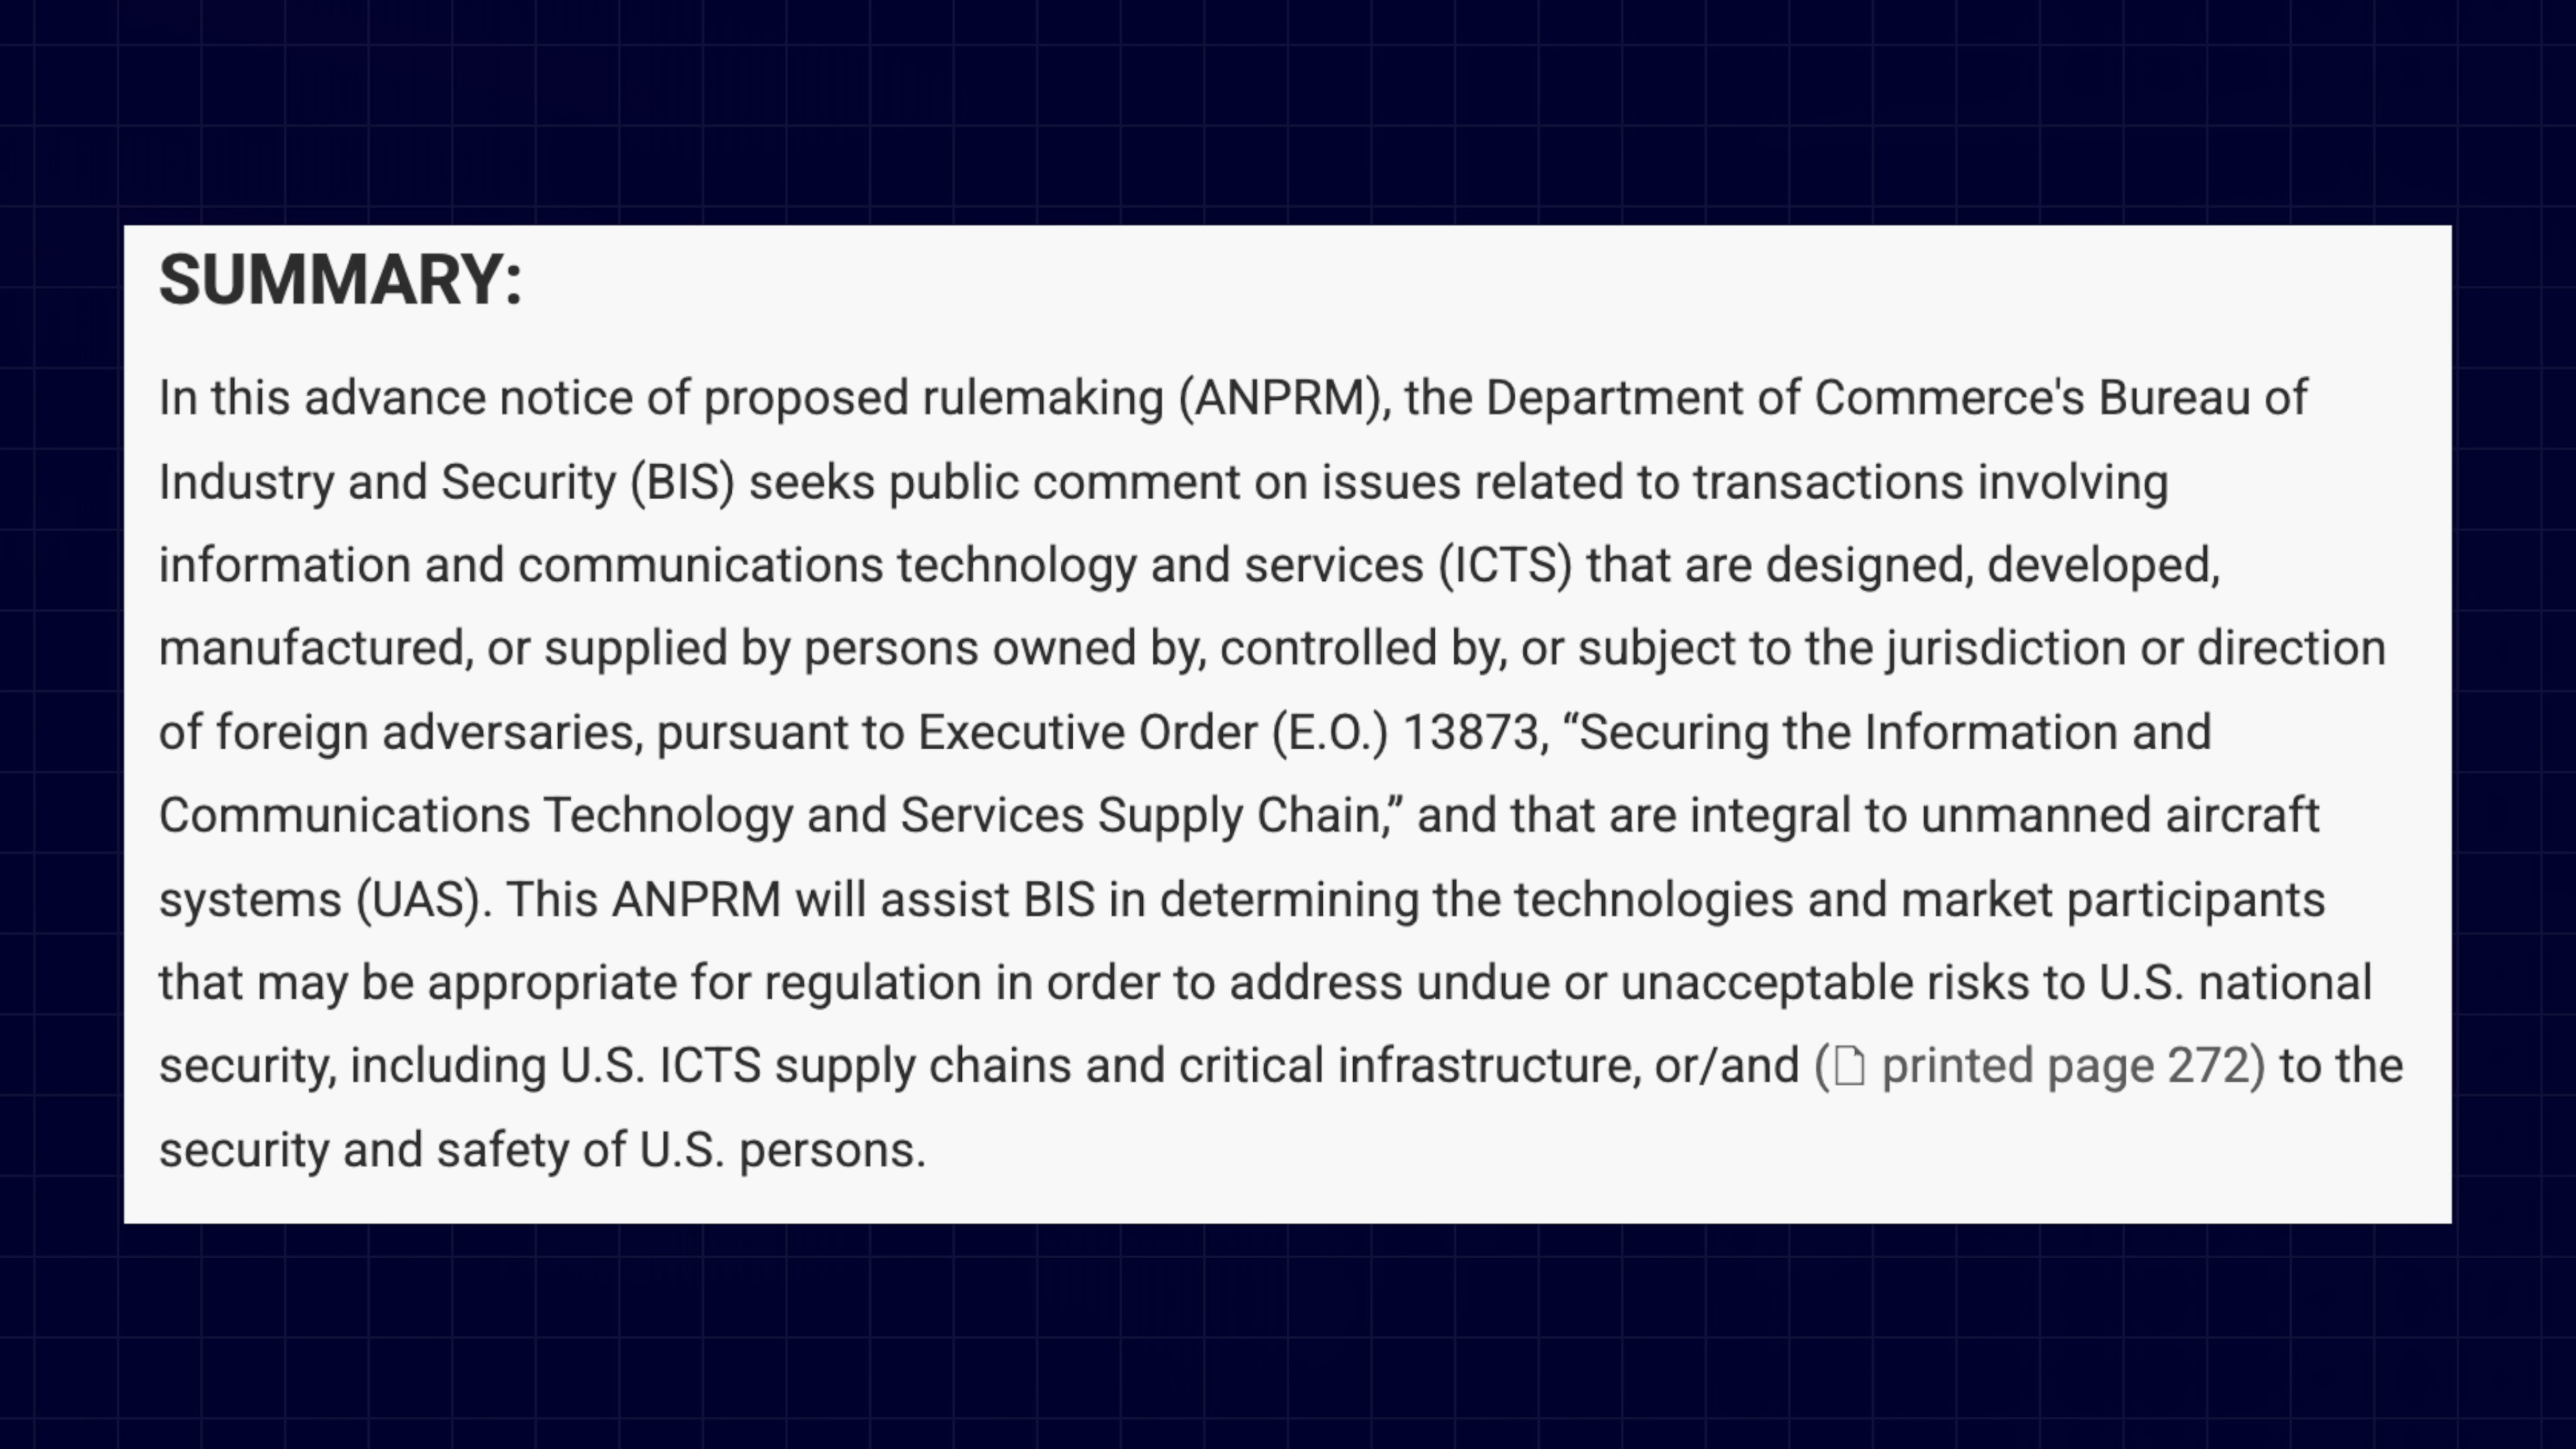 SUMMARY:
In this advance notice of proposed rulemaking (ANPRM), the Department of Commerce's Bureau of
Industry and Security (BIS) seeks public comment on issues related to transactions involving
information and communications technology and services (ICTS) that are designed, developed,
manufactured, or supplied by persons owned by, controlled by, or subject to the jurisdiction or direction
of foreign adversaries, pursuant to Executive Order (E.O.) 13873, “Securing the Information and
Communications Technology and Services Supply Chain,” and that are integral to unmanned aircraft
systems (UAS). This ANPRM will assist BIS in determining the technologies and market participants
that may be appropriate for regulation in order to address undue or unacceptable risks to U.S. national
security, including U.S. ICTS supply chains and critical infrastructure, or/and ( printed page 272) to the
security and safety of U.S. persons.